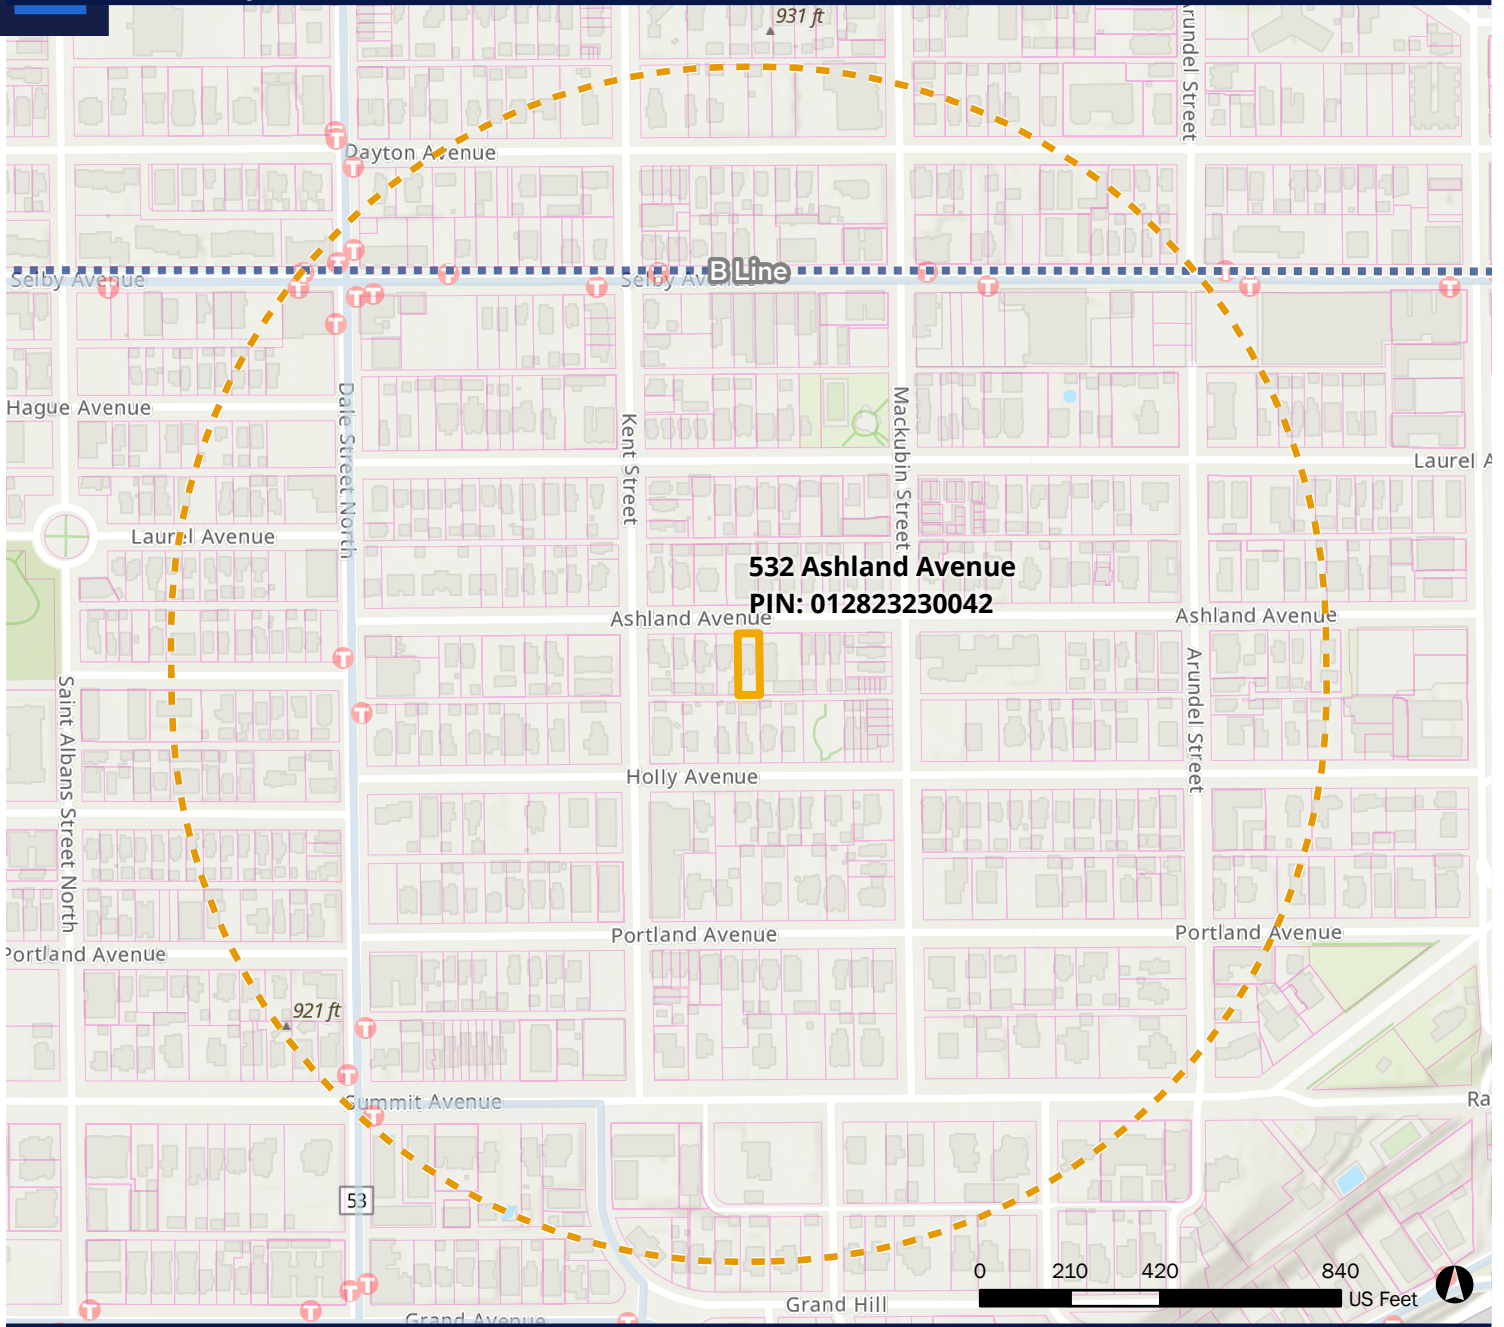 931 ft
Arundel Street
Dayton Avenue
Selby Avenue
Selby Avenue
B Line
Hague Avenue
Dale Street North
Kent Street
Mackubin Street
Laurel A
Laurel Avenue
532 Ashland Avenue
PIN: 012823230042
Ashland Avenue
Ashland Avenue
Saint Albans Street North
Arundel Street
Holly Avenue
Portland Avenue
Portland Avenue
Portland Avenue
921 ft
Summit Avenue
Ra
53
0 210 420 840
US Feet
Grand Hill
Grand Avenue